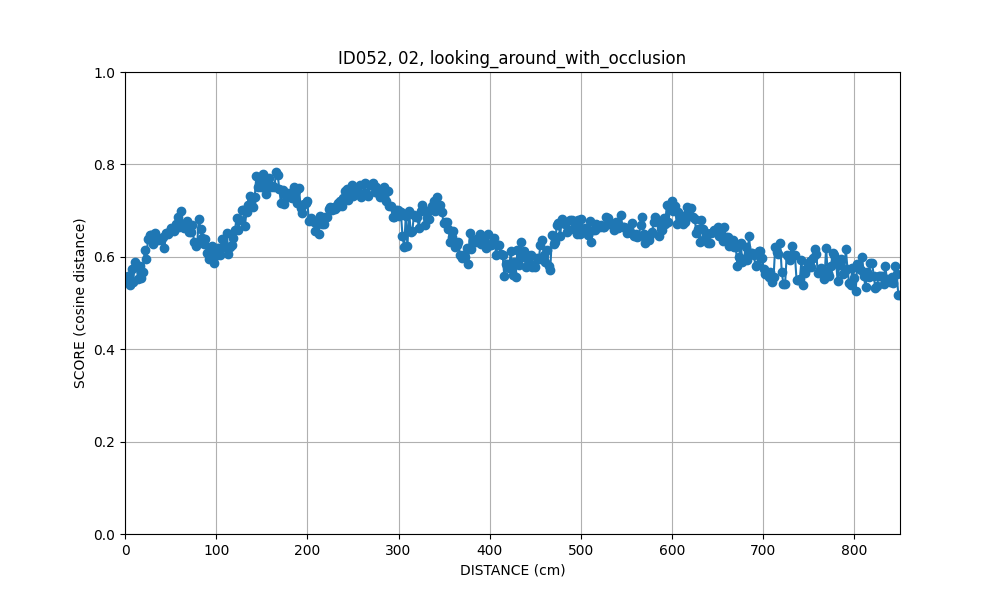 ID052, 02, looking_around_with_occlusion
SCORE (cosine distance)
1.0
0.8
0.6
0.4
0.2
0.0
0 100 200 300 400 500 600 700 800
DISTANCE (cm)